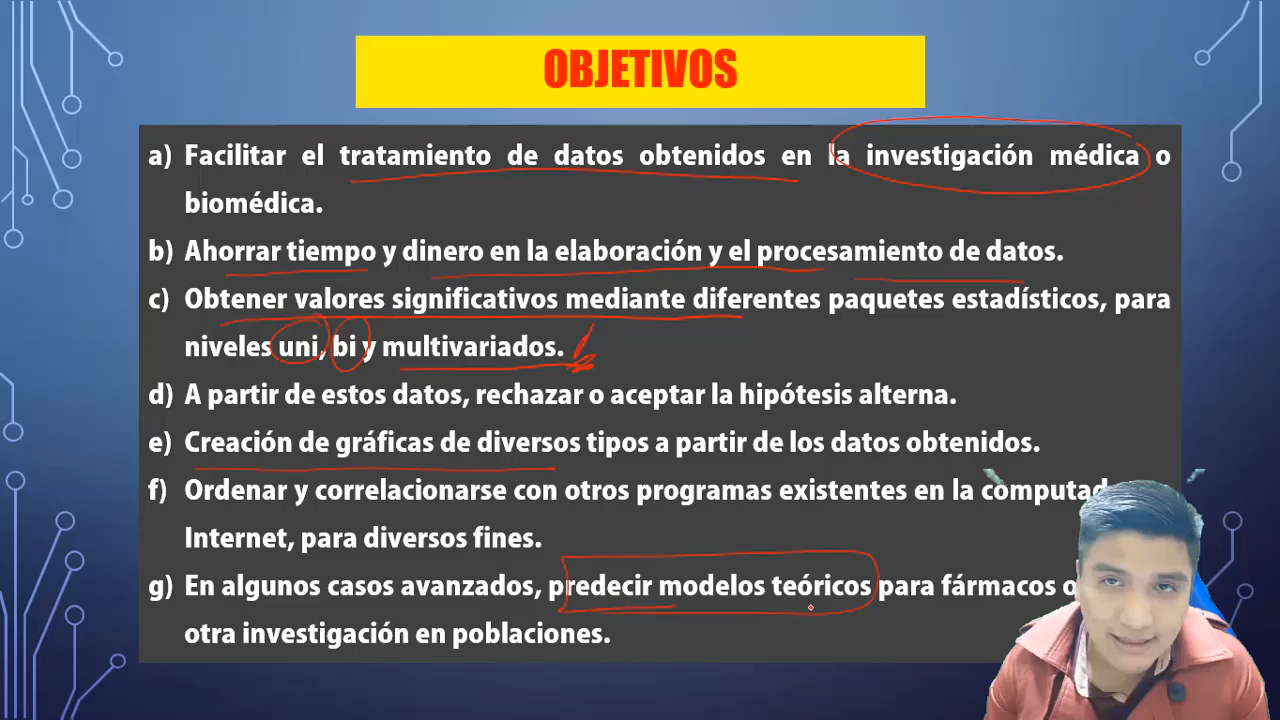 OBJETIVOS
a) Facilitar el tratamiento de datos obtenidos en la investigación médica o
biomédica.
b) Ahorrar tiempo y dinero en la elaboración y el procesamiento de datos.
c) Obtener valores significativos mediante diferentes paquetes estadísticos, para
niveles uni, bi y multivariados.
d) A partir de estos datos, rechazar o aceptar la hipótesis alterna.
e) Creación de gráficas de diversos tipos a partir de los datos obtenidos.
f) Ordenar y correlacionarse con otros programas existentes en la
Internet, para diversos fines.
g) En algunos casos avanzados, predecir modelos teóricos para fármacos o
otra investigación en poblaciones.